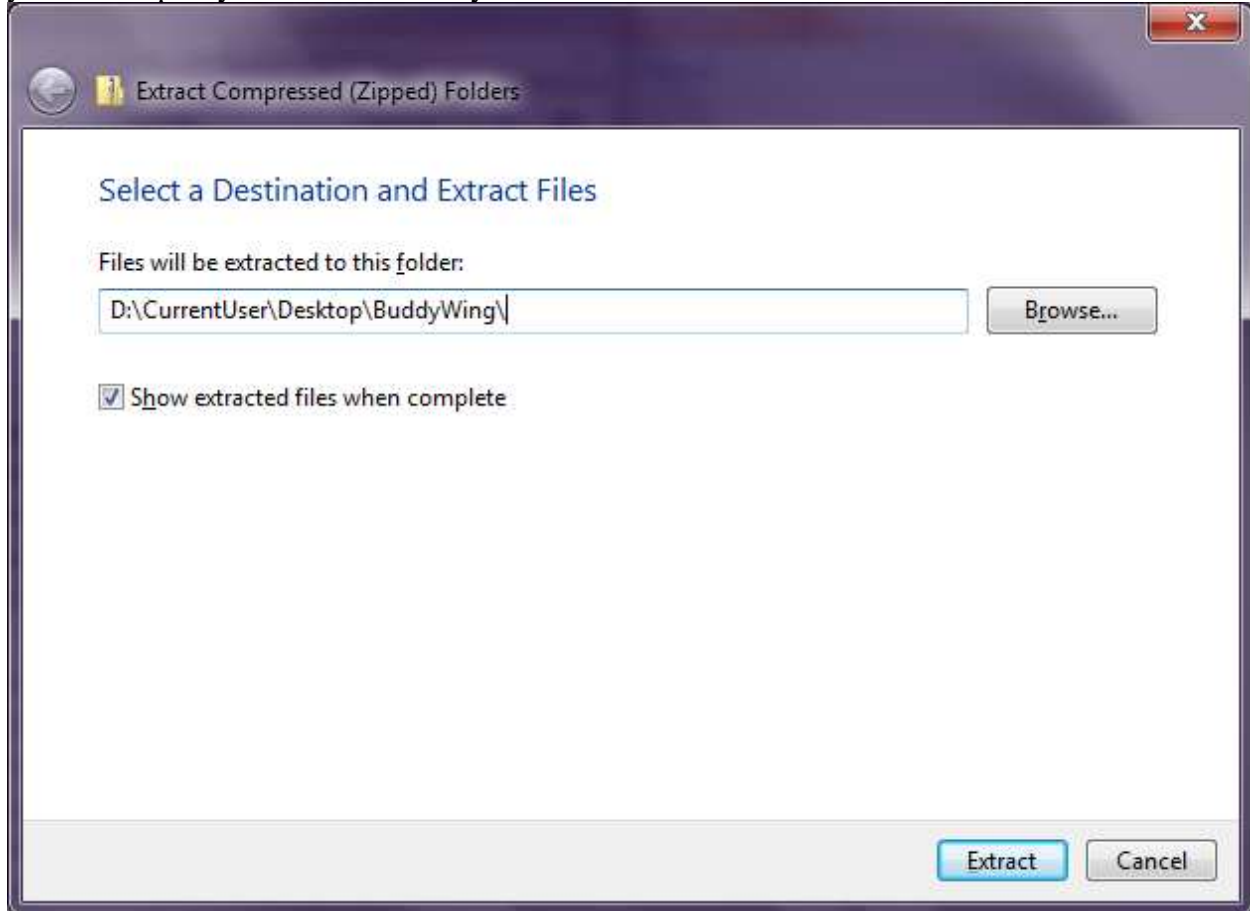 Extract Compressed (Zipped) Folders
Select a Destination and Extract Files
Files will be extracted to this folder:
D:\CurrentUser\Desktop\BuddyWing\
Browse...
Show extracted files when complete
Extract
Cancel